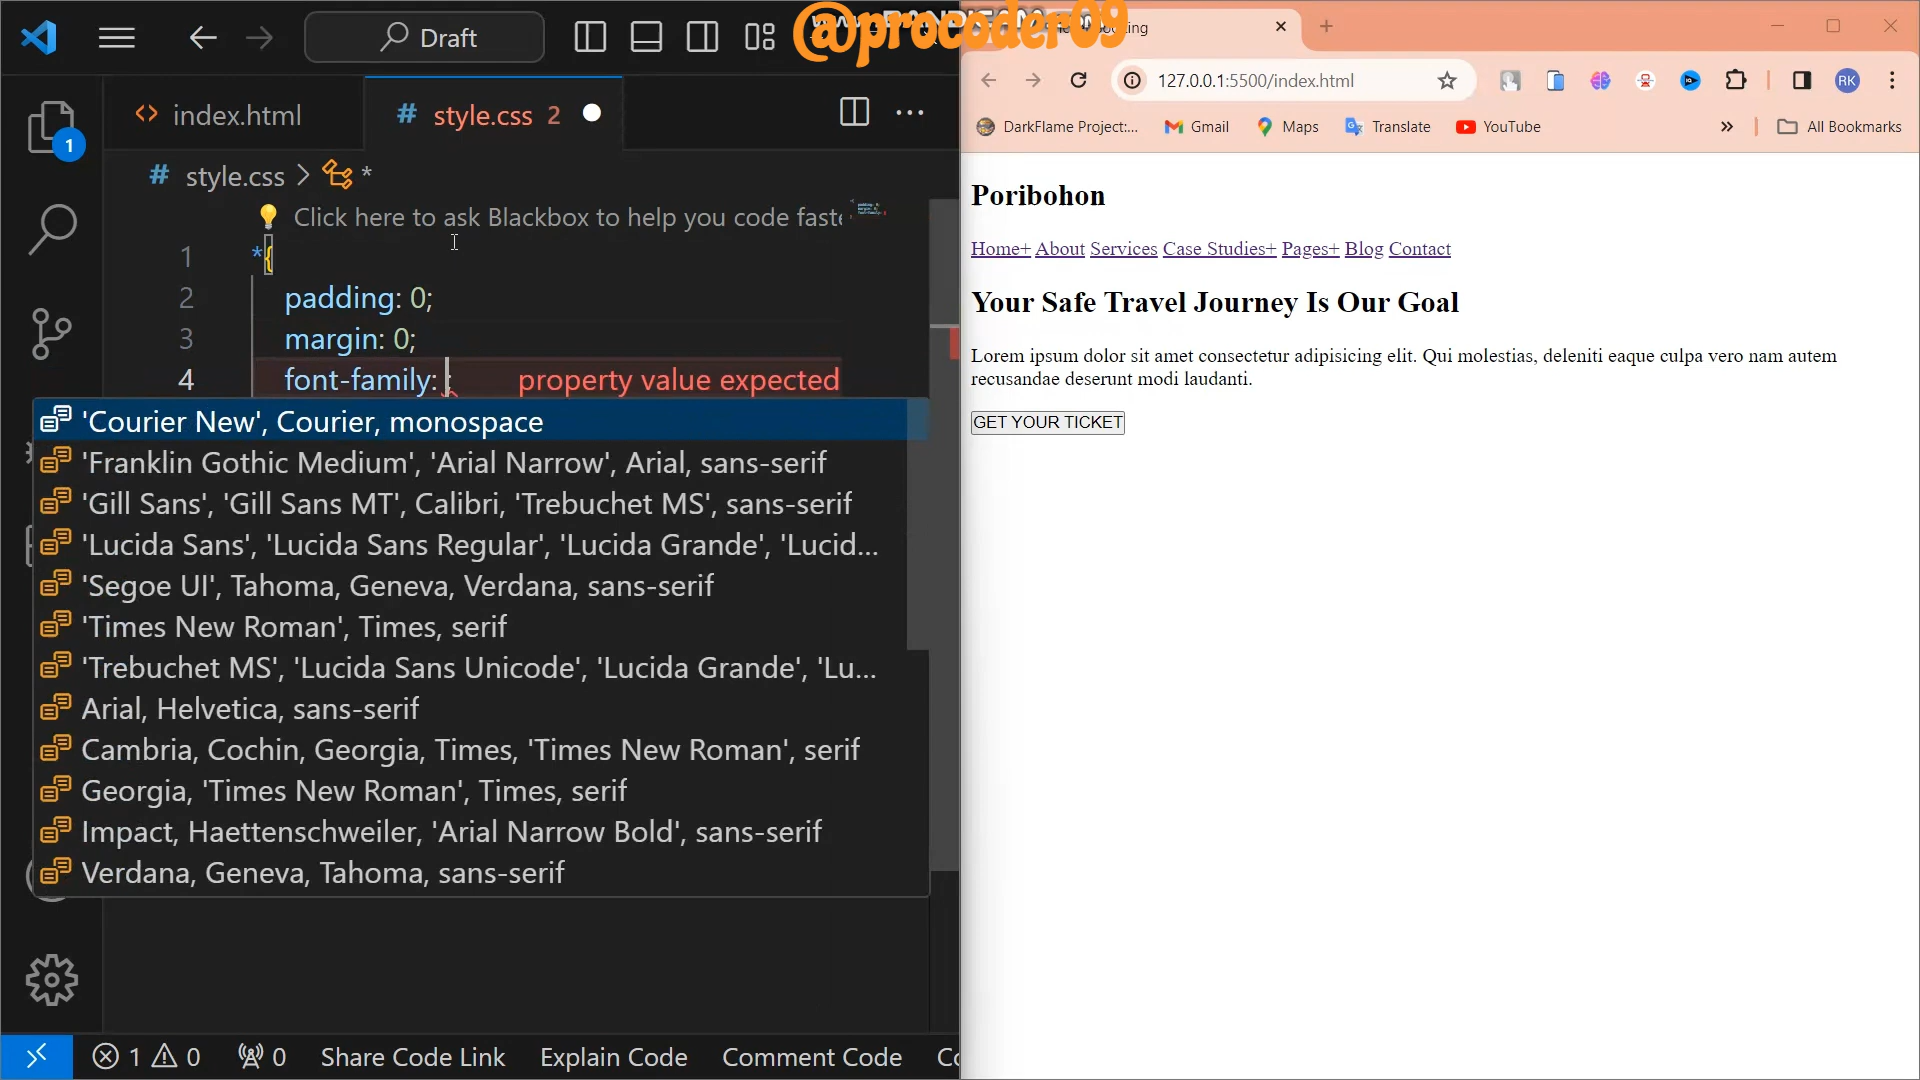 Draft
@procoder09
index.html
style.css 2
style.css > *
1
Click here to ask Blackbox to help you code faste
1 *{
2 padding: 0;
3 margin: 0;
4 font-family: ; property value expected
'Courier New', Courier, monospace
'Franklin Gothic Medium', 'Arial Narrow', Arial, sans-serif
'Gill Sans', 'Gill Sans MT', Calibri, 'Trebuchet MS', sans-serif
'Lucida Sans', 'Lucida Sans Regular', 'Lucida Grande', 'Lucid...
'Segoe UI', Tahoma, Geneva, Verdana, sans-serif
'Times New Roman', Times, serif
'Trebuchet MS', 'Lucida Sans Unicode', 'Lucida Grande', 'Lu...
Arial, Helvetica, sans-serif
Cambria, Cochin, Georgia, Times, 'Times New Roman', serif
Georgia, 'Times New Roman', Times, serif
Impact, Haettenschweiler, 'Arial Narrow Bold', sans-serif
Verdana, Geneva, Tahoma, sans-serif
1 0 0 Share Code Link Explain Code Comment Code Co
127.0.0.1:5500/index.html
RK
DarkFlame Project:... Gmail Maps Translate YouTube » All Bookmarks
Poribohon
Home+ About Services Case Studies+ Pages+ Blog Contact
Your Safe Travel Journey Is Our Goal
Lorem ipsum dolor sit amet consectetur adipisicing elit. Qui molestias, deleniti eaque culpa vero nam autem
recusandae deserunt modi laudanti.
GET YOUR TICKET